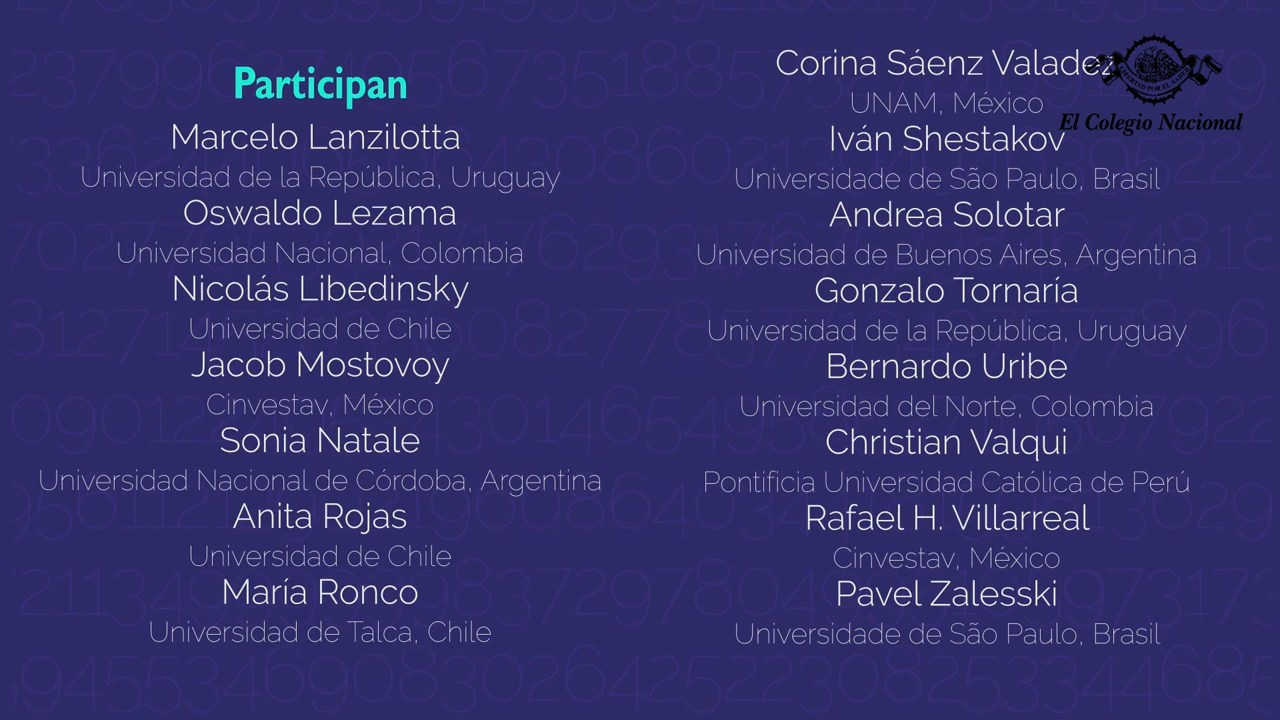 Participan
Marcelo Lanzilotta
Universidad de la República, Uruguay
Oswaldo Lezama
Universidad Nacional, Colombia
Nicolás Libedinsky
Universidad de Chile
Jacob Mostovoy
Cinvestav, México
Sonia Natale
Universidad Nacional de Córdoba, Argentina
Anita Rojas
Universidad de Chile
María Ronco
Universidad de Talca, Chile
Corina Sáenz Valadez
UNAM, México
Iván Shestakov
Universidade de São Paulo, Brasil
Andrea Solotar
Universidad de Buenos Aires, Argentina
Gonzalo Tornaría
Universidad de la República, Uruguay
Bernardo Uribe
Universidad del Norte, Colombia
Christian Valqui
Pontificia Universidad Católica de Perú
Rafael H. Villarreal
Cinvestav, México
Pavel Zalesski
Universidade de São Paulo, Brasil
LIBERTAD POR EL SABER
El Colegio Nacional